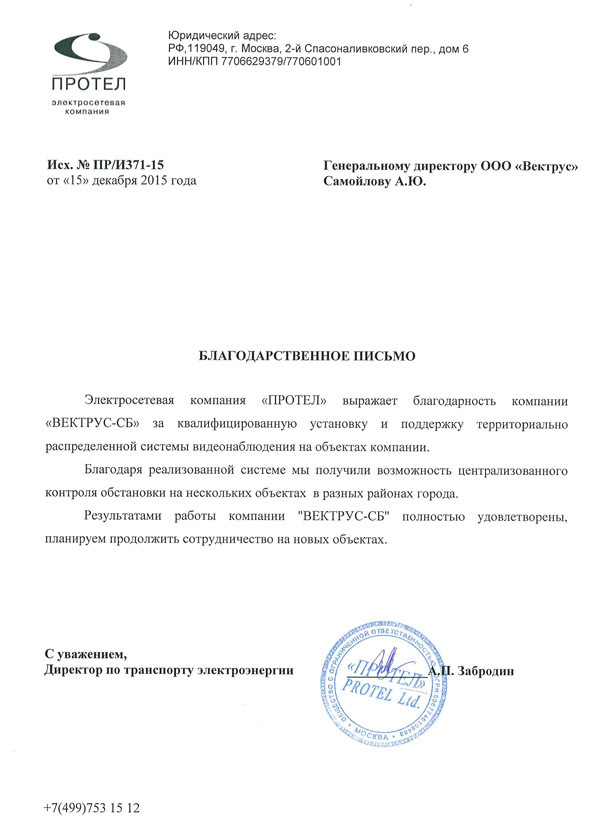 ПРОТЕЛ
электросетевая
компания
Юридический адрес:
РФ,119049, г. Москва, 2-й Спасоналивковский пер., дом 6
ИНН/КПП 7706629379/770601001
Исх. № ПР/И371-15
от «15» декабря 2015 года
Генеральному директору ООО «Вектрус»
Самойлову А.Ю.
БЛАГОДАРСТВЕННОЕ ПИСЬМО
Электросетевая компания «ПРОТЕЛ» выражает благодарность компании
«ВЕКТРУС-СБ» за квалифицированную установку и поддержку территориально
распределенной системы видеонаблюдения на объектах компании.
Благодаря реализованной системе мы получили возможность централизованного
контроля обстановки на нескольких объектах в разных районах города.
Результатами работы компании "ВЕКТРУС-СБ" полностью удовлетворены,
планируем продолжить сотрудничество на новых объектах.
С уважением,
Директор по транспорту электроэнергии
А.П. Забродин
ОБЩЕСТВО С ОГРАНИЧЕННОЙ ОТВЕТСТВЕННОСТЬЮ
«ПРОТЕЛ»
PROTEL Ltd.
* МОСКВА *
+7(499)753 15 12